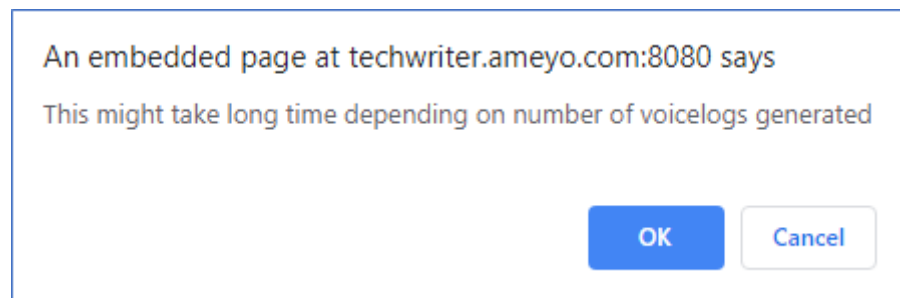 An embedded page at techwriter.ameyo.com:8080 says
This might take long time depending on number of voicelogs generated
OK
Cancel